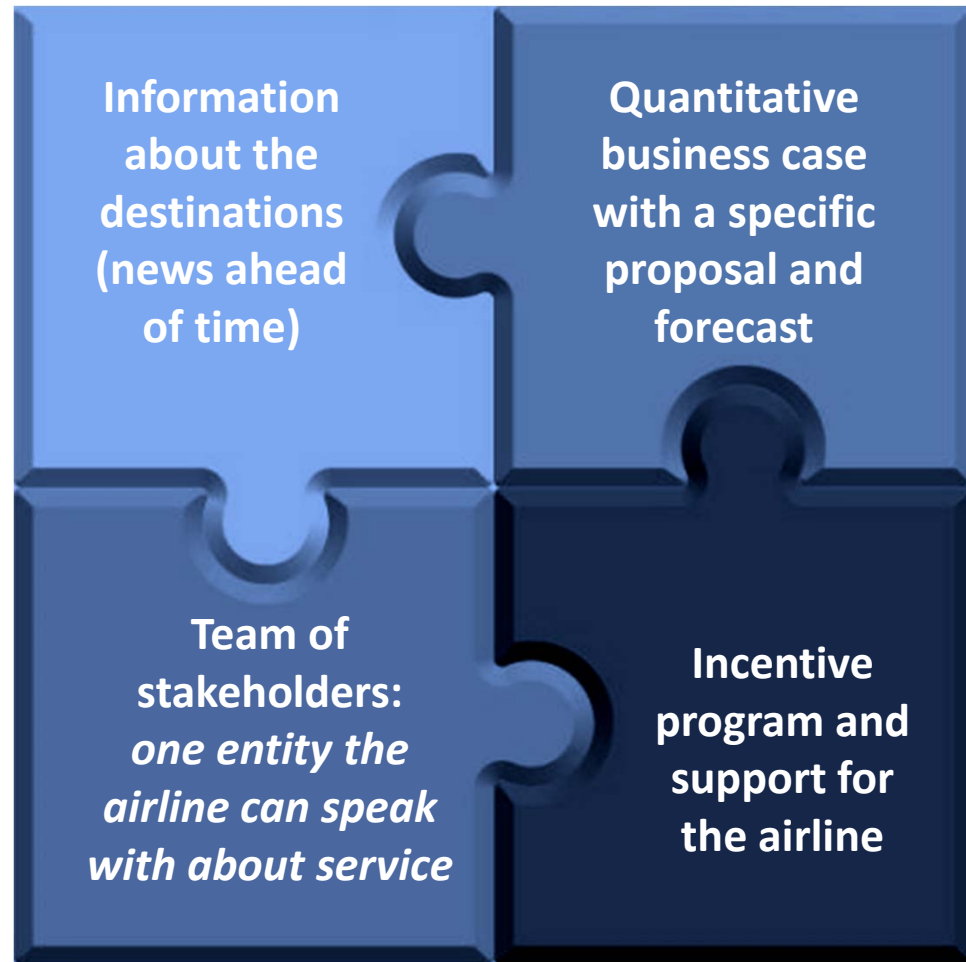 Information
about the
destinations
(news ahead
of time)
Quantitative
business case
with a specific
proposal and
forecast
Team of
stakeholders:
one entity the
airline can speak
with about service
Incentive
program and
support for
the airline